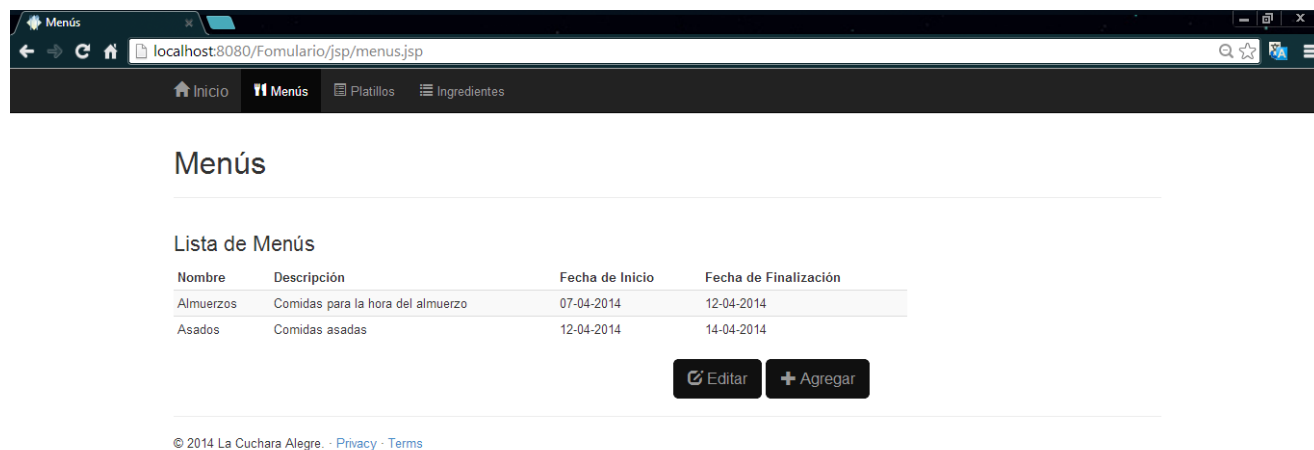 Menús
localhost:8080/Fomulario/jsp/menus.jsp
Inicio Menús Platillos Ingredientes
Menús
Lista de Menús
Nombre Descripción Fecha de Inicio Fecha de Finalización
Almuerzos Comidas para la hora del almuerzo 07-04-2014 12-04-2014
Asados Comidas asadas 12-04-2014 14-04-2014
Editar Agregar
© 2014 La Cuchara Alegre. · Privacy · Terms